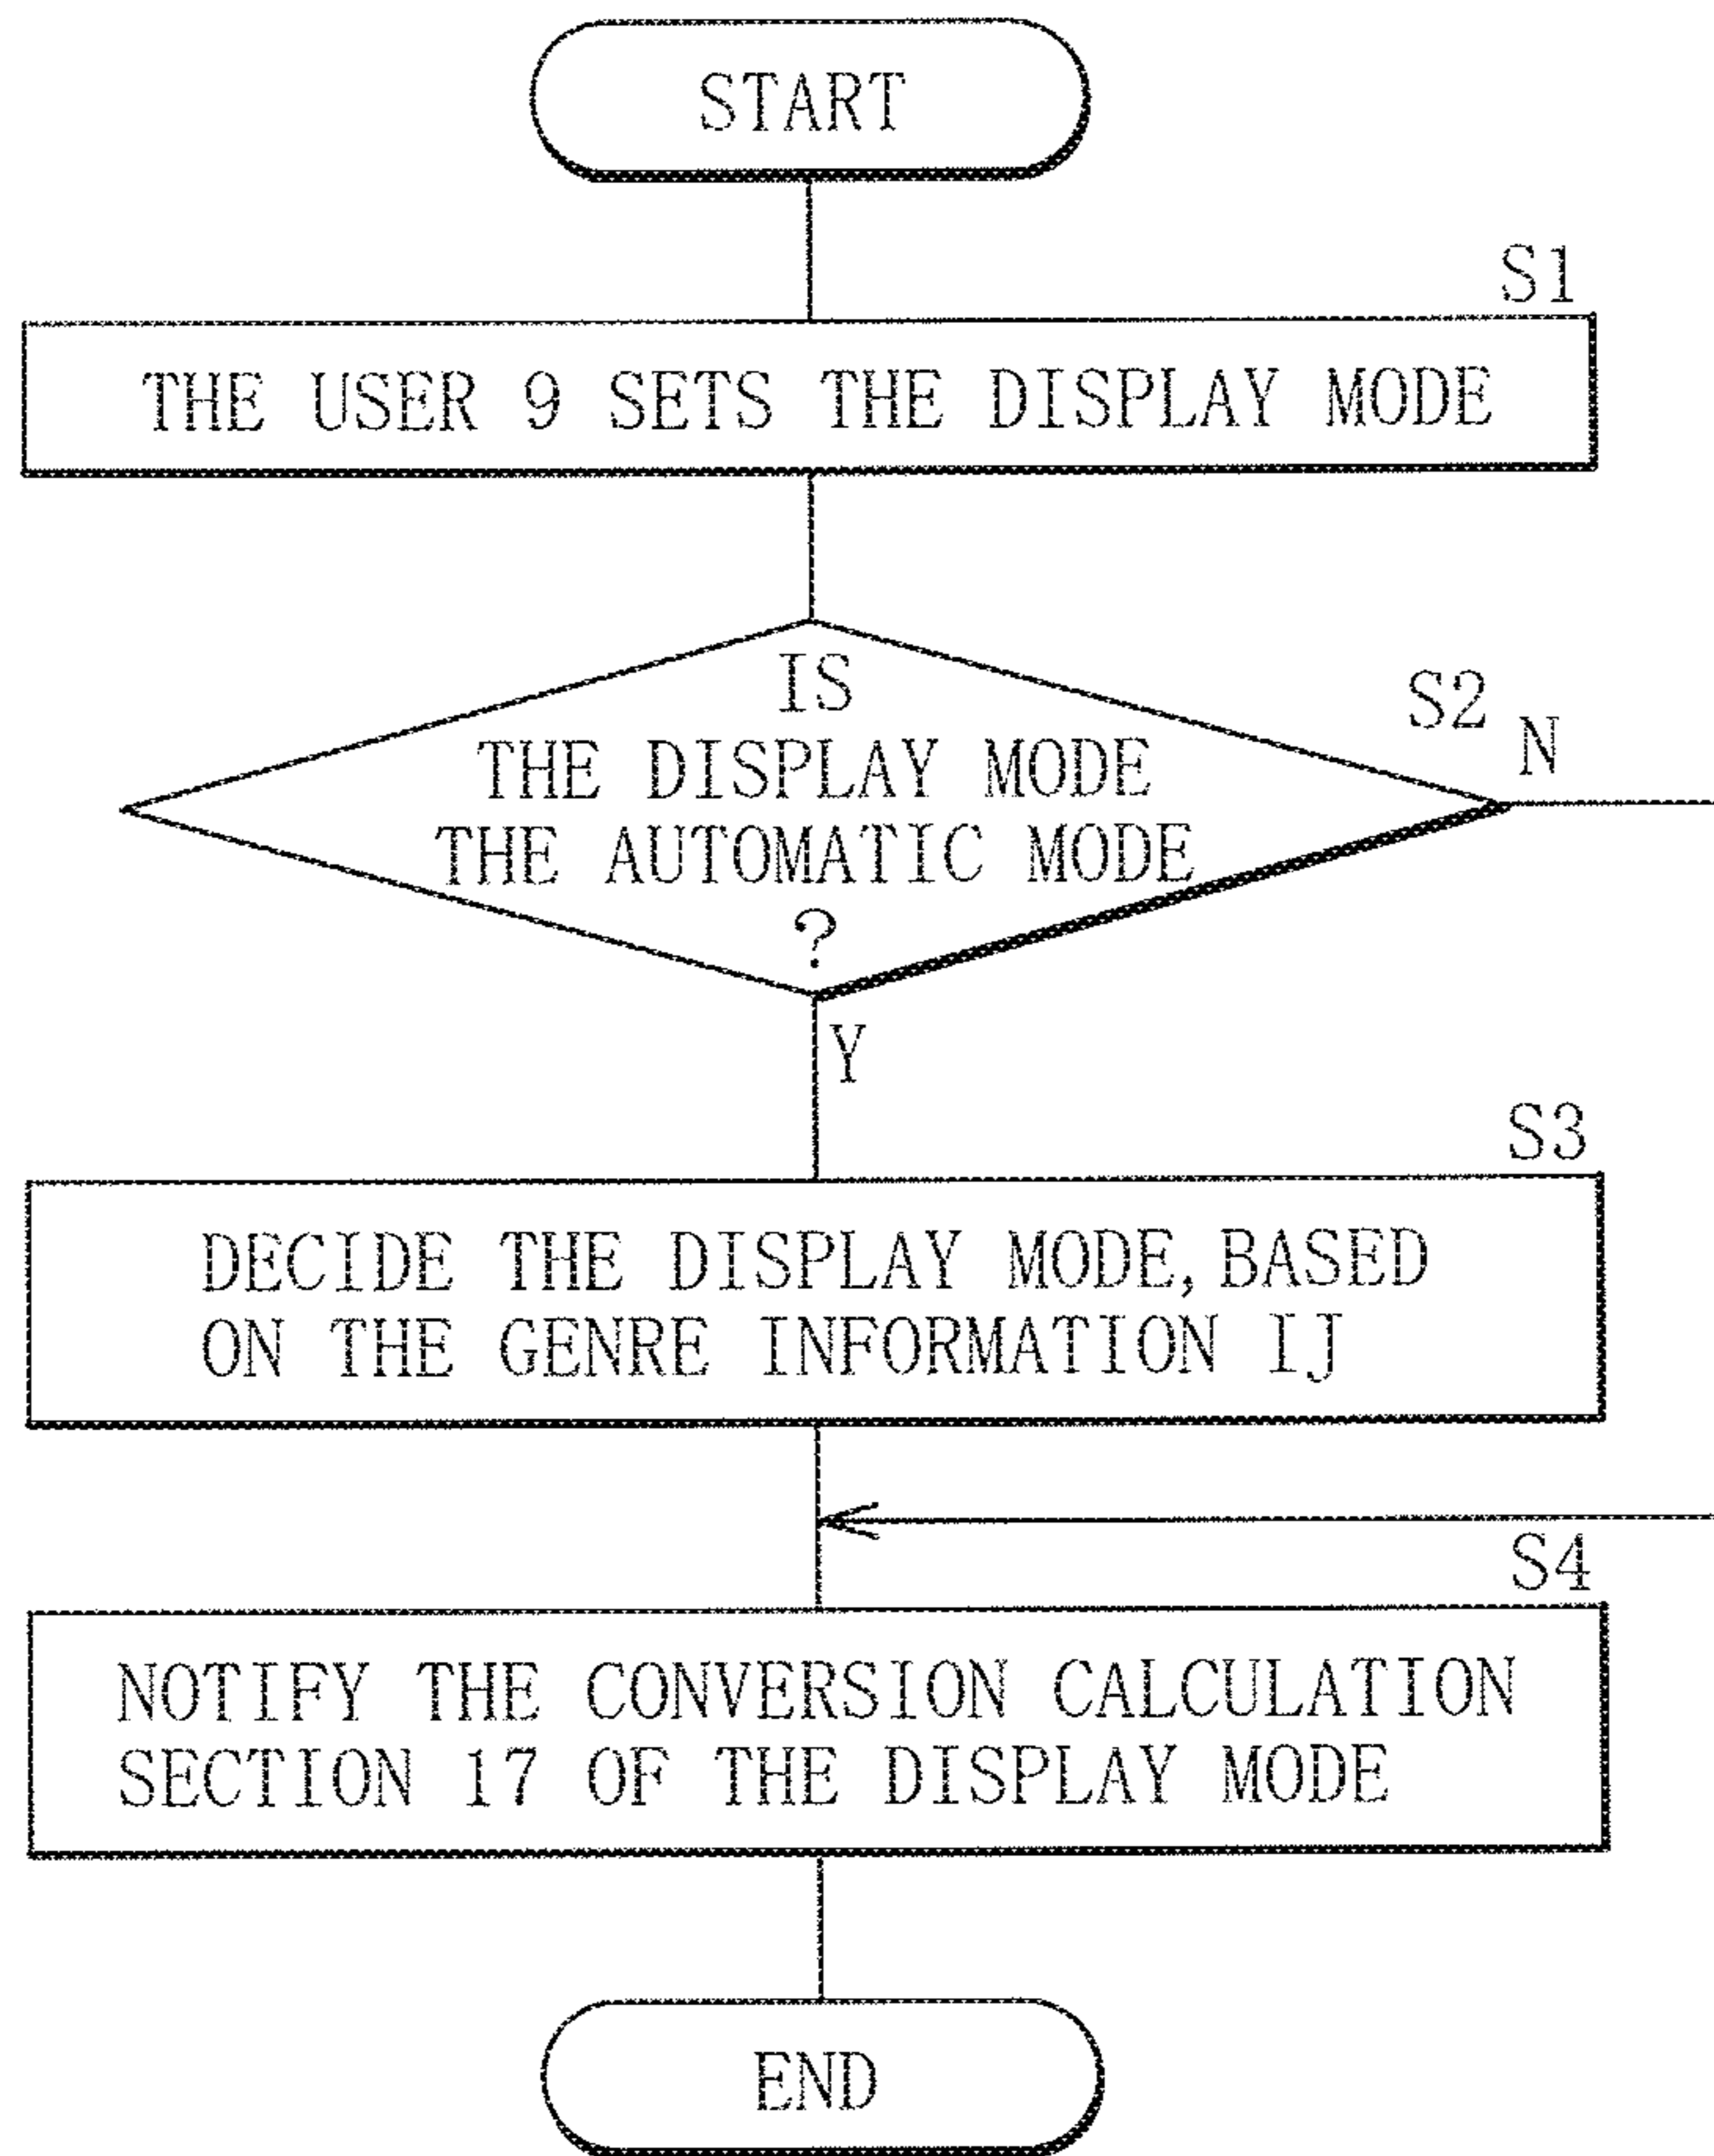 START
S1
THE USER 9 SETS THE DISPLAY MODE
IS
S2
THE DISPLAY MODE
N
THE AUTOMATIC MODE
?
Y
S3
DECIDE THE DISPLAY MODE, BASED
ON THE GENRE INFORMATION IJ
S4
NOTIFY THE CONVERSION CALCULATION
SECTION 17 OF THE DISPLAY MODE
END